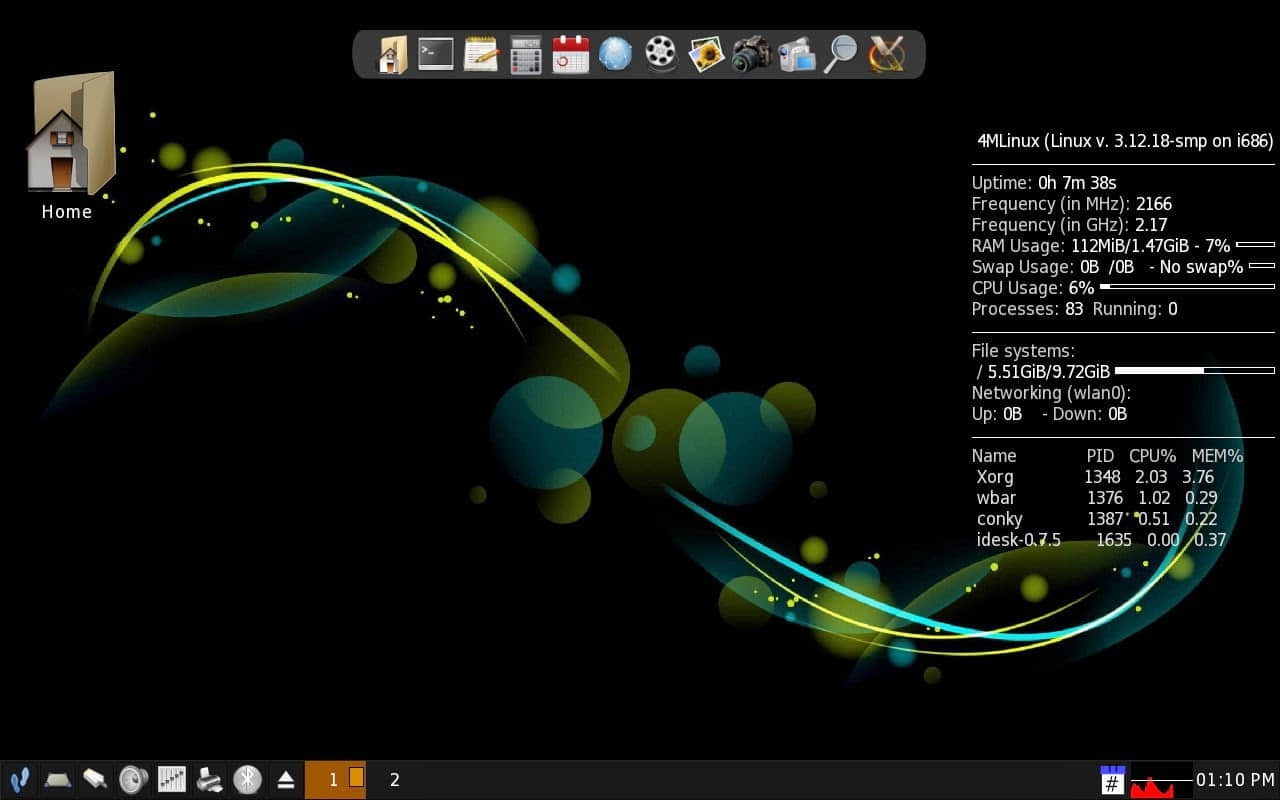 4MLinux (Linux v. 3.12.18-smp on i686)
Uptime: 0h 7m 38s
Frequency (in MHz): 2166
Frequency (in GHz): 2.17
RAM Usage: 112MiB/1.47GiB - 7%
Swap Usage: 0B /0B - No swap%
CPU Usage: 6%
Processes: 83 Running: 0
File systems:
/ 5.51GiB/9.72GiB
Networking (wlan0):
Up: 0B - Down: 0B
Name PID CPU% MEM%
Xorg 1348 2.03 3.76
wbar 1376 1.02 0.29
conky 1387 0.51 0.22
idesk-0.7.5 1635 0.00 0.37
Home
1 2 # 01:10 PM